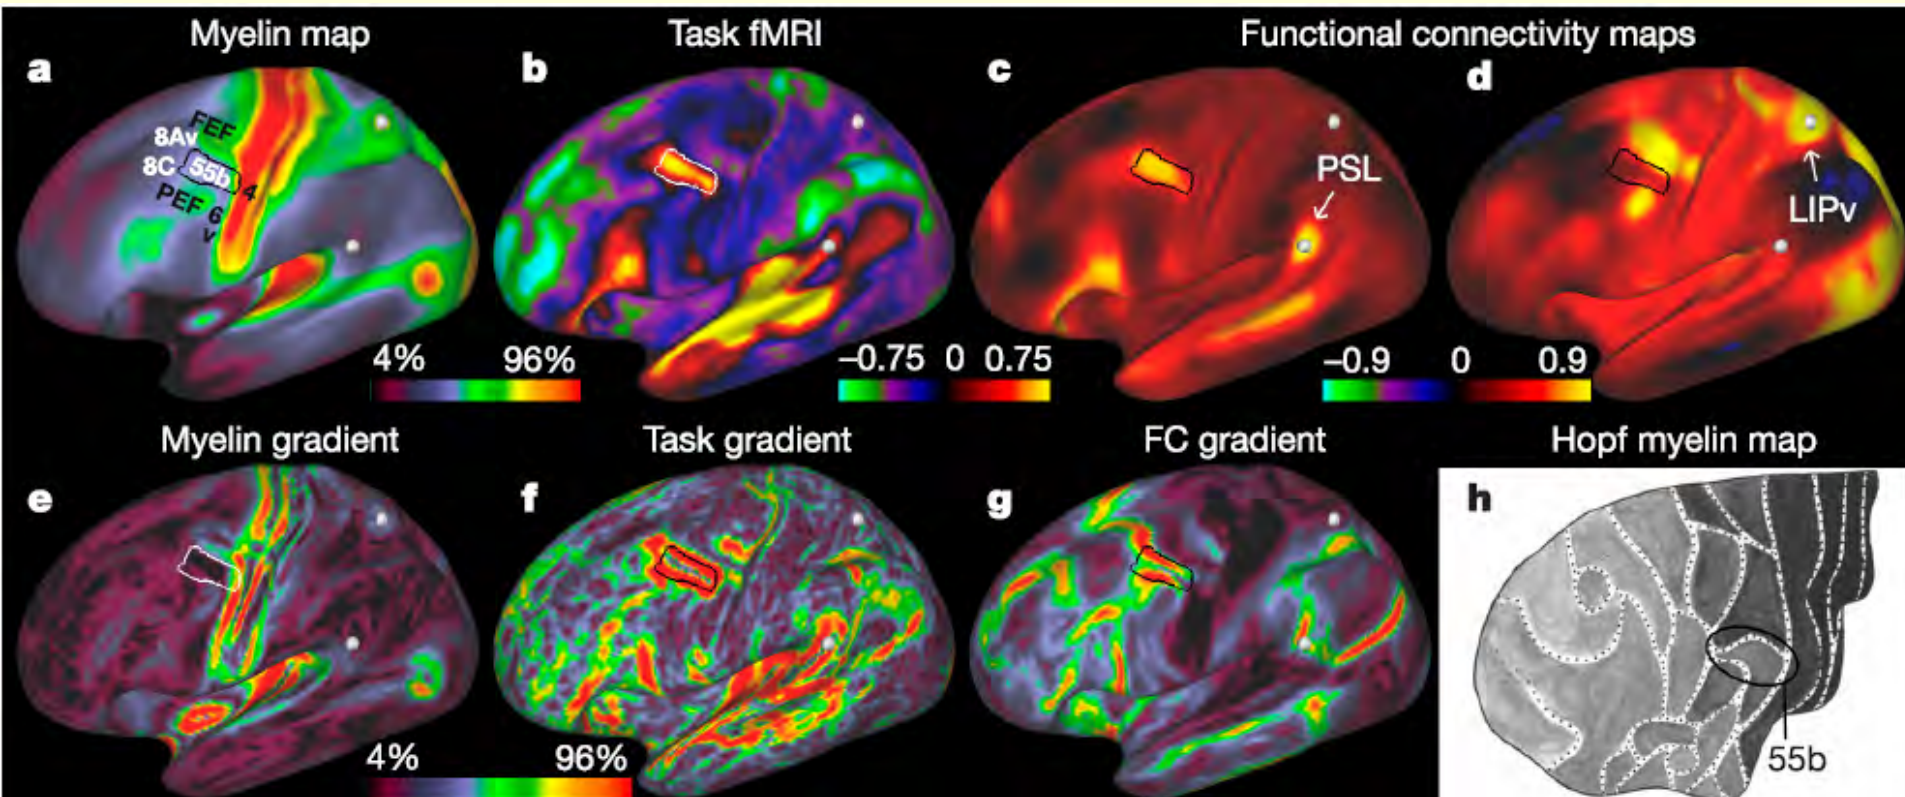 Myelin map
Task fMRI
Functional connectivity maps
a
b
c
d
FEF
8Av
8C
55b
4
PEF
6
v
PSL
LIPv
4% 96%
–0.75 0 0.75
–0.9 0 0.9
Myelin gradient
Task gradient
FC gradient
Hopf myelin map
e
f
g
h
4% 96%
55b